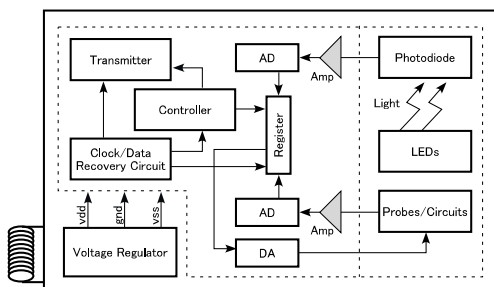 Transmitter
AD
Amp
Photodiode
Controller
Light
Register
Clock/Data
Recovery Circuit
LEDs
vdd
gnd
vss
AD
Amp
Probes/Circuits
Voltage Regulator
DA